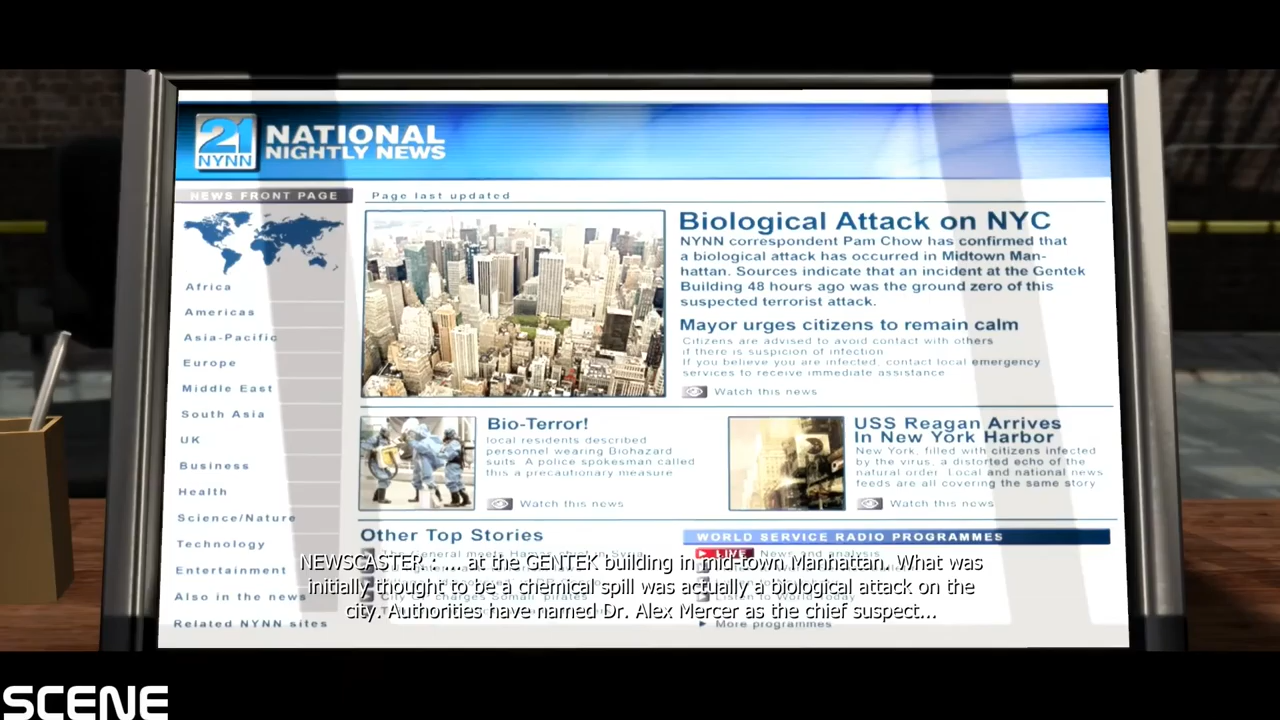 21
NYNN
NATIONAL
NIGHTLY NEWS
NEWS FRONT PAGE
Page last updated
Africa
Americas
Asia-Pacific
Europe
Middle East
South Asia
UK
Business
Health
Science/Nature
Technology
Entertainment
Also in the news
Related NYNN sites
Biological Attack on NYC
NYNN correspondent Pam Chow has confirmed that
a biological attack has occurred in Midtown Man-
hattan. Sources indicate that an incident at the Gentek
Building 48 hours ago was the ground zero of this
suspected terrorist attack.
Mayor urges citizens to remain calm
Citizens are advised to avoid contact with others
if there is suspicion of infection
If you believe you are infected, contact local emergency
services to receive immediate assistance
Watch this news
Bio-Terror!
local residents described
personnel wearing Biohazard
suits. A police spokesman called
this a precautionary measure
Watch this news
USS Reagan Arrives
In New York Harbor
New York, filled with citizens infected
by the virus, a distorted echo of the
natural order. Local and national news
feeds are all covering the same story
Watch this news
Other Top Stories
WORLD SERVICE RADIO PROGRAMMES
LIVE News and analysis
More programmes
NEWSCASTER : ... at the GENTEK building in mid-town Manhattan. What was
initially thought to be a chemical spill was actually a biological attack on the
city. Authorities have named Dr. Alex Mercer as the chief suspect...
SCENE